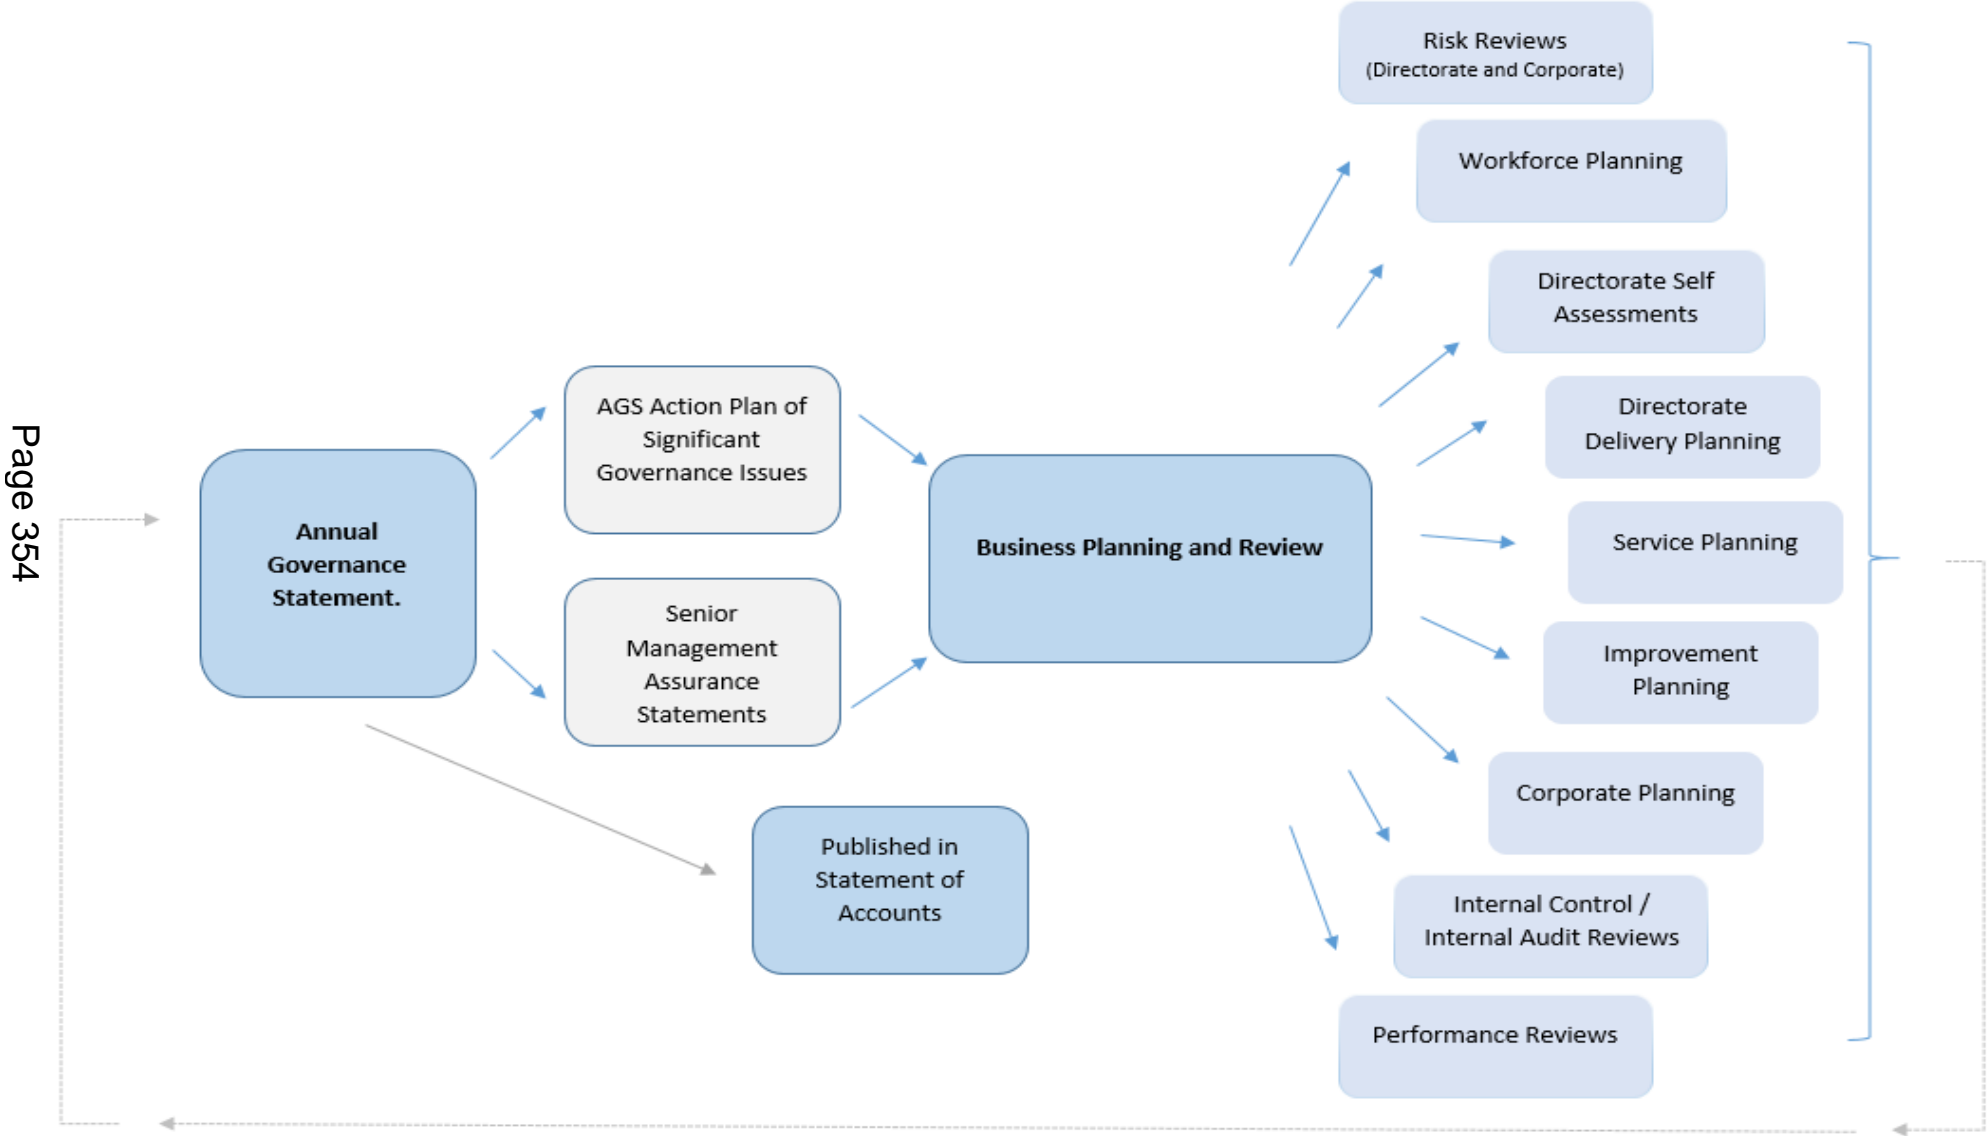 Page 354
Annual
Governance
Statement.
AGS Action Plan of
Significant
Governance Issues
Senior
Management
Assurance
Statements
Published in
Statement of
Accounts
Business Planning and Review
Risk Reviews
(Directorate and Corporate)
Workforce Planning
Directorate Self
Assessments
Directorate
Delivery Planning
Service Planning
Improvement
Planning
Corporate Planning
Internal Control /
Internal Audit Reviews
Performance Reviews